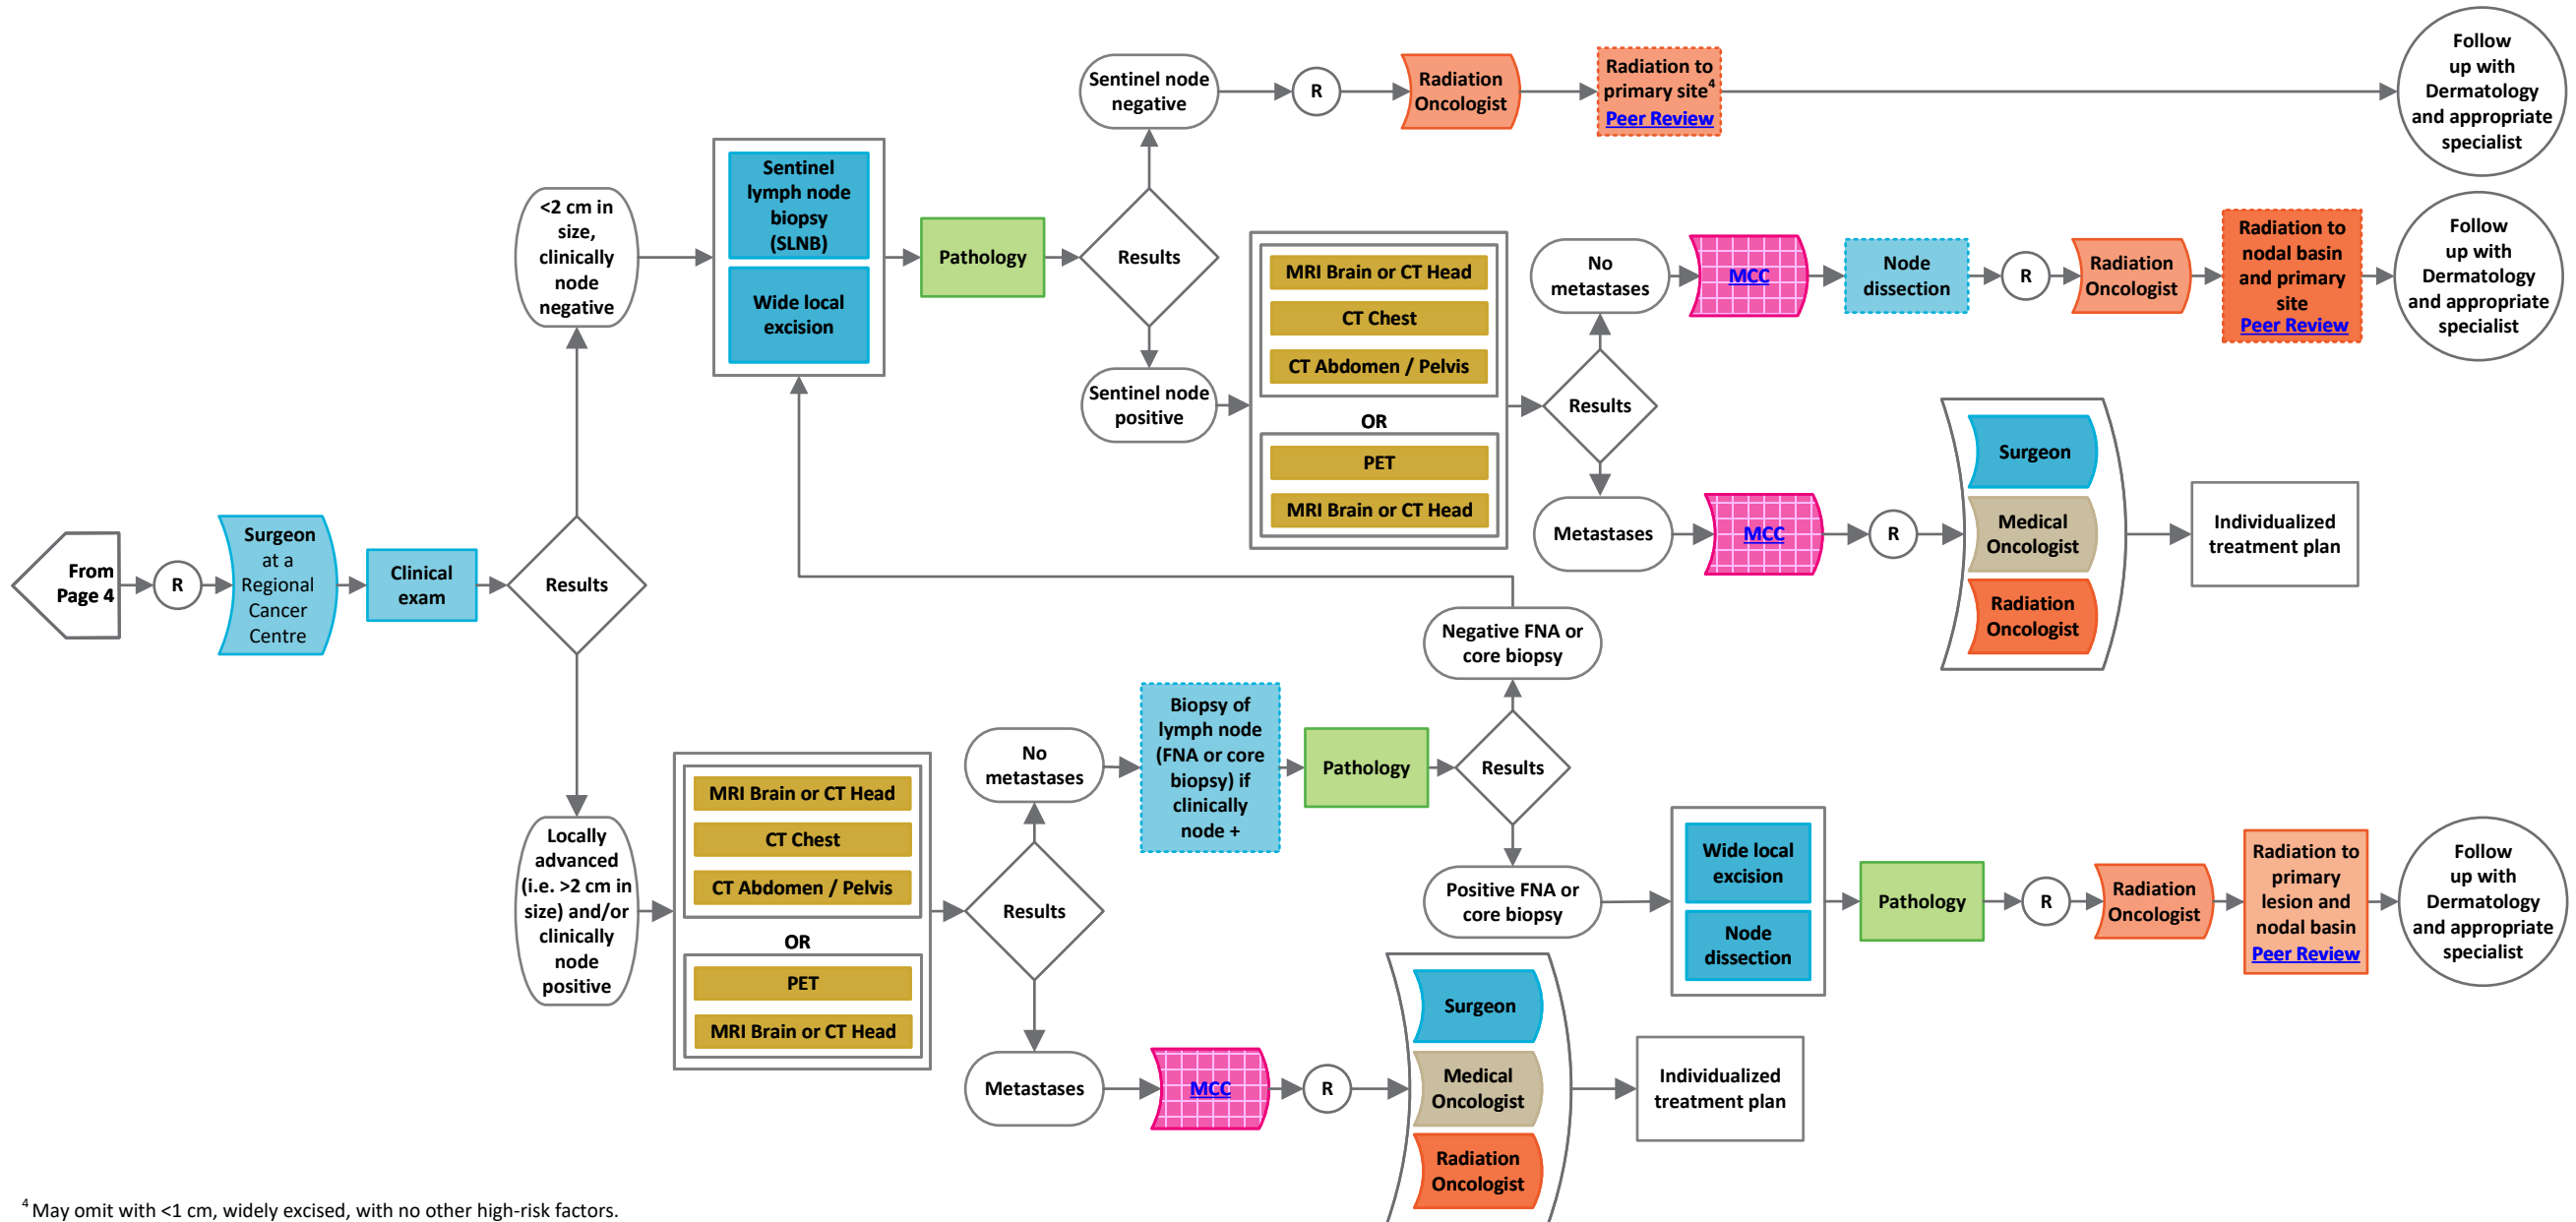 From
Page 4
R
Surgeon
at a
Regional
Cancer
Centre
Clinical
exam
Results
<2 cm in
size,
clinically
node
negative
Sentinel
lymph node
biopsy
(SLNB)
Wide local
excision
Pathology
Results
Sentinel node
negative
R
Radiation
Oncologist
Radiation to
primary site4
Peer Review
Follow
up with
Dermatology
and appropriate
specialist
Sentinel node
positive
MRI Brain or CT Head
CT Chest
CT Abdomen / Pelvis
OR
PET
MRI Brain or CT Head
Results
No
metastases
MCC
Node
dissection
R
Radiation
Oncologist
Radiation to
nodal basin
and primary
site
Peer Review
Follow
up with
Dermatology
and appropriate
specialist
Metastases
MCC
R
Surgeon
Medical
Oncologist
Radiation
Oncologist
Individualized
treatment plan
Locally
advanced
(i.e. >2 cm in
size) and/or
clinically
node
positive
MRI Brain or CT Head
CT Chest
CT Abdomen / Pelvis
OR
PET
MRI Brain or CT Head
Results
No
metastases
Biopsy of
lymph node
(FNA or core
biopsy) if
clinically
node +
Pathology
Results
Negative FNA or
core biopsy
Positive FNA or
core biopsy
Wide local
excision
Node
dissection
Pathology
R
Radiation
Oncologist
Radiation to
primary
lesion and
nodal basin
Peer Review
Follow
up with
Dermatology
and appropriate
specialist
Metastases
MCC
R
Surgeon
Medical
Oncologist
Radiation
Oncologist
Individualized
treatment plan
4 May omit with <1 cm, widely excised, with no other high-risk factors.